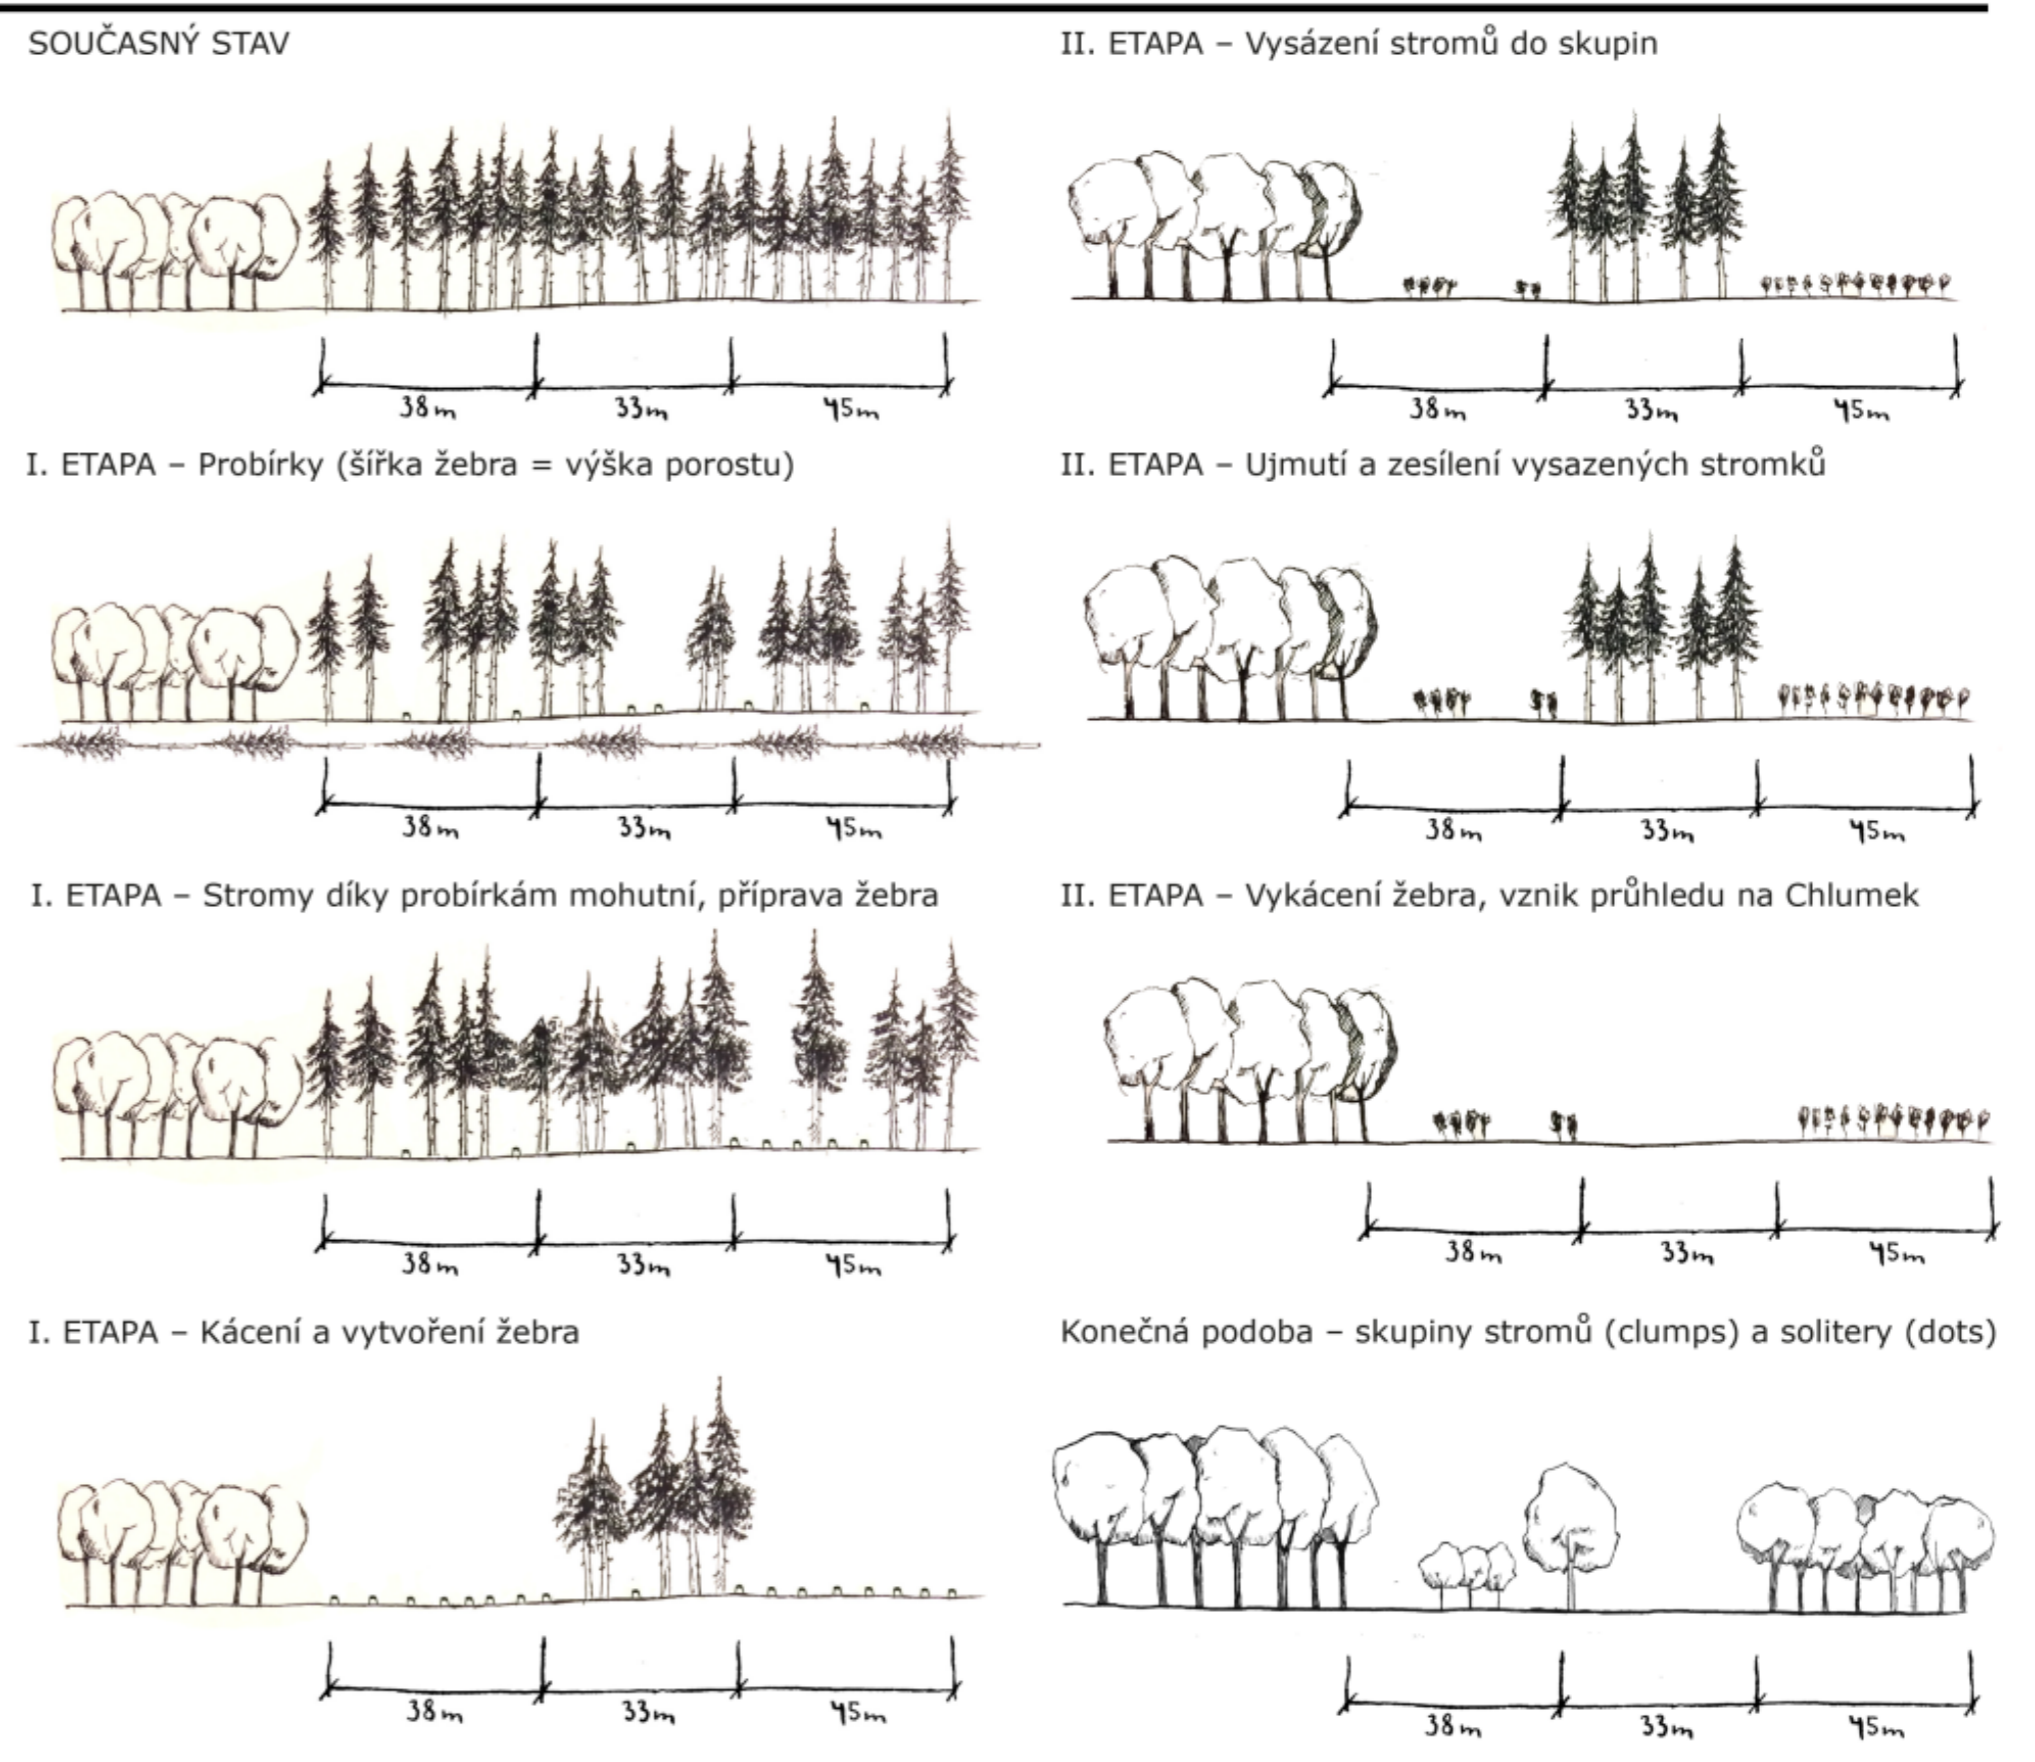 SOUČASNÝ STAV
38m 33m 45m
I. ETAPA – Probírky (šířka žebra = výška porostu)
38m 33m 45m
I. ETAPA – Stromy díky probírkám mohutní, příprava žebra
38m 33m 45m
I. ETAPA – Kácení a vytvoření žebra
38m 33m 45m
II. ETAPA – Vysázení stromů do skupin
38m 33m 45m
II. ETAPA – Ujmutí a zesílení vysazených stromků
38m 33m 45m
II. ETAPA – Vykácení žebra, vznik průhledu na Chlumek
38m 33m 45m
Konečná podoba – skupiny stromů (clumps) a solitery (dots)
38m 33m 45m